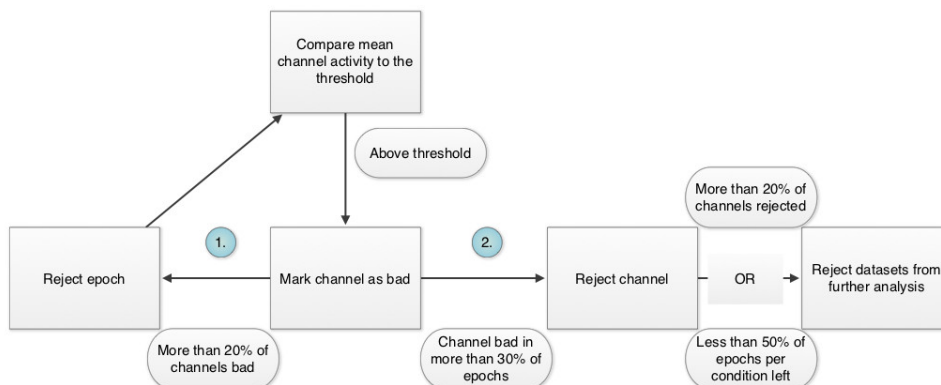 Compare mean
channel activity to the
threshold
Above threshold
More than 20% of
channels rejected
1.
2.
Reject epoch
Mark channel as bad
Reject channel
OR
Reject datasets from
further analysis
More than 20% of
channels bad
Channel bad in
more than 30% of
epochs
Less than 50% of
epochs per
condition left